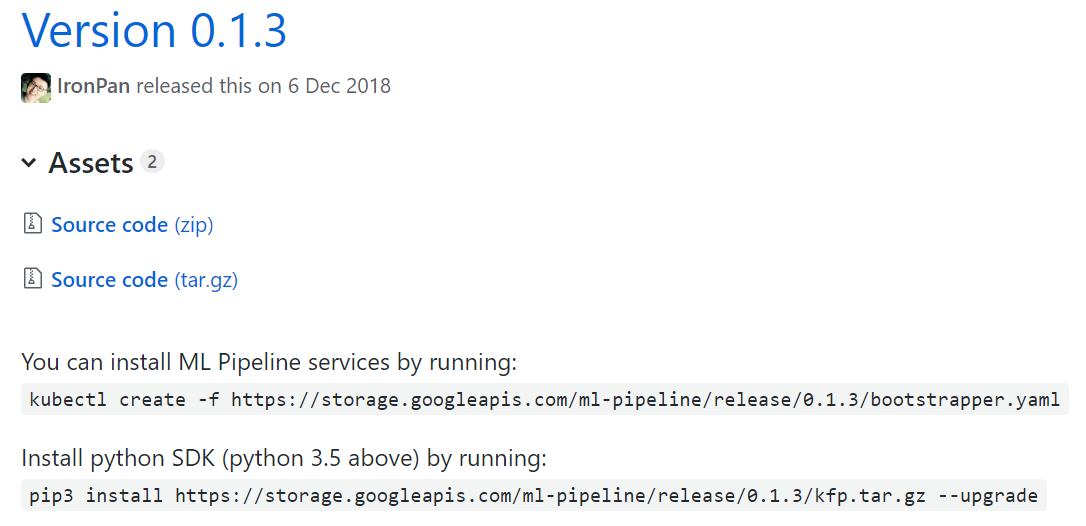 Version 0.1.3
IronPan released this on 6 Dec 2018
Assets 2
Source code (zip)
Source code (tar.gz)
You can install ML Pipeline services by running:
kubectl create -f https://storage.googleapis.com/ml-pipeline/release/0.1.3/bootstrapper.yaml
Install python SDK (python 3.5 above) by running:
pip3 install https://storage.googleapis.com/ml-pipeline/release/0.1.3/kfp.tar.gz --upgrade